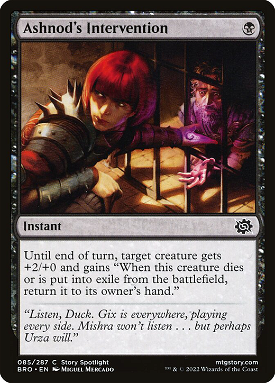 Ashnod's Intervention
Instant
Until end of turn, target creature gets
+2/+0 and gains “When this creature dies
or is put into exile from the battlefield,
return it to its owner's hand.”
“Listen, Duck. Gix is everywhere, playing
every side. Mishra won't listen . . . but perhaps
Urza will.”
085/287 C Story Spotlight
BRO • EN Miguel Mercado
mtgstory.com
™ & © 2022 Wizards of the Coast